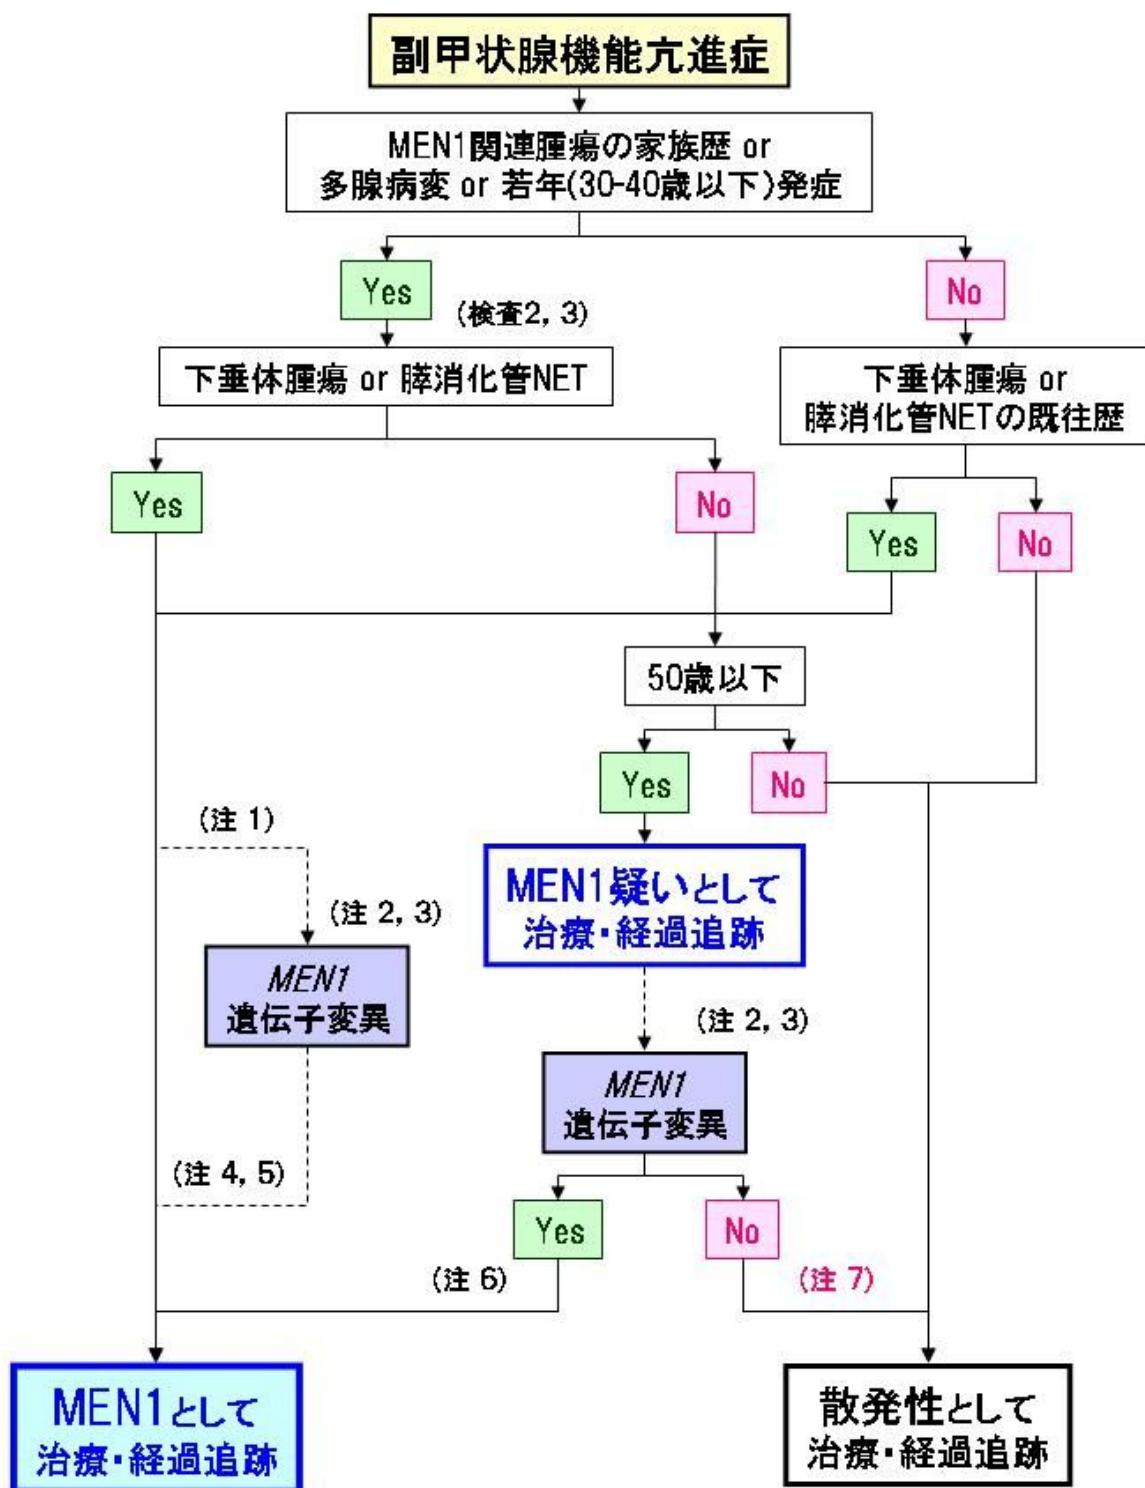 副甲状腺機能亢進症
MEN1関連腫瘍の家族歴 or
多腺病変 or 若年(30-40歳以下)発症
Yes
No
(検査2, 3)
下垂体腫瘍 or 膵消化管NET
下垂体腫瘍 or
膵消化管NETの既往歴
Yes
No
Yes
No
50歳以下
Yes
No
(注 1)
(注 2, 3)
MEN1疑いとして
治療・経過追跡
MEN1
遺伝子変異
(注 2, 3)
MEN1
遺伝子変異
(注 4, 5)
Yes
No
(注 6)
(注 7)
MEN1として
治療・経過追跡
散発性として
治療・経過追跡